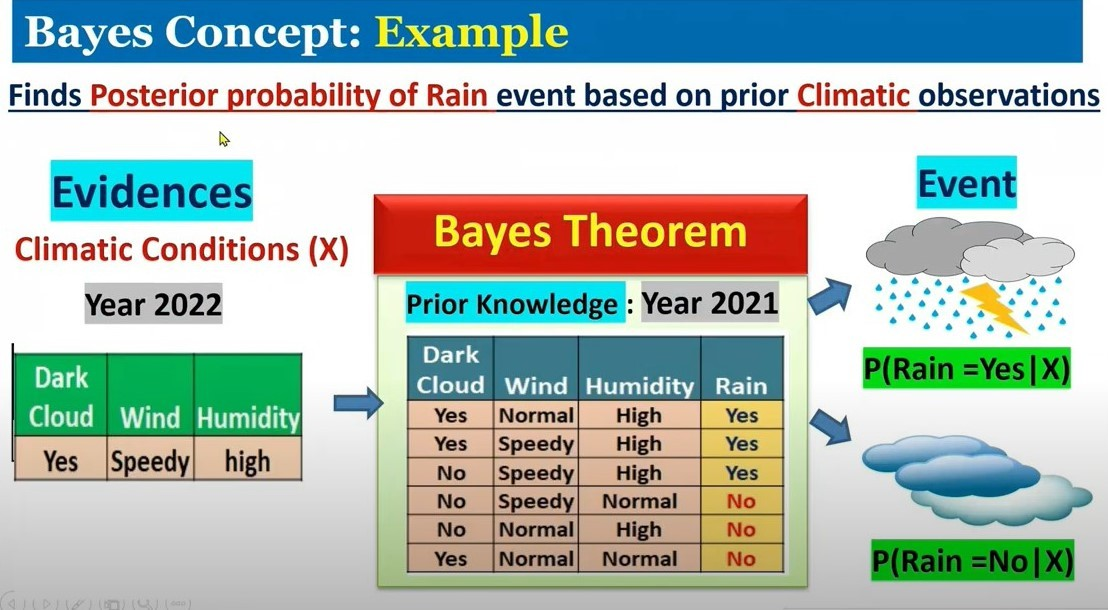 Bayes Concept: Example
Finds Posterior probability of Rain event based on prior Climatic observations
Evidences
Climatic Conditions (X)
Year 2022
Dark Cloud Wind Humidity
Yes Speedy high
Bayes Theorem
Prior Knowledge : Year 2021
Dark Cloud Wind Humidity Rain
Yes Normal High Yes
Yes Speedy High Yes
No Speedy High Yes
No Speedy Normal No
No Normal High No
Yes Normal Normal No
Event
P(Rain =Yes|X)
P(Rain =No|X)